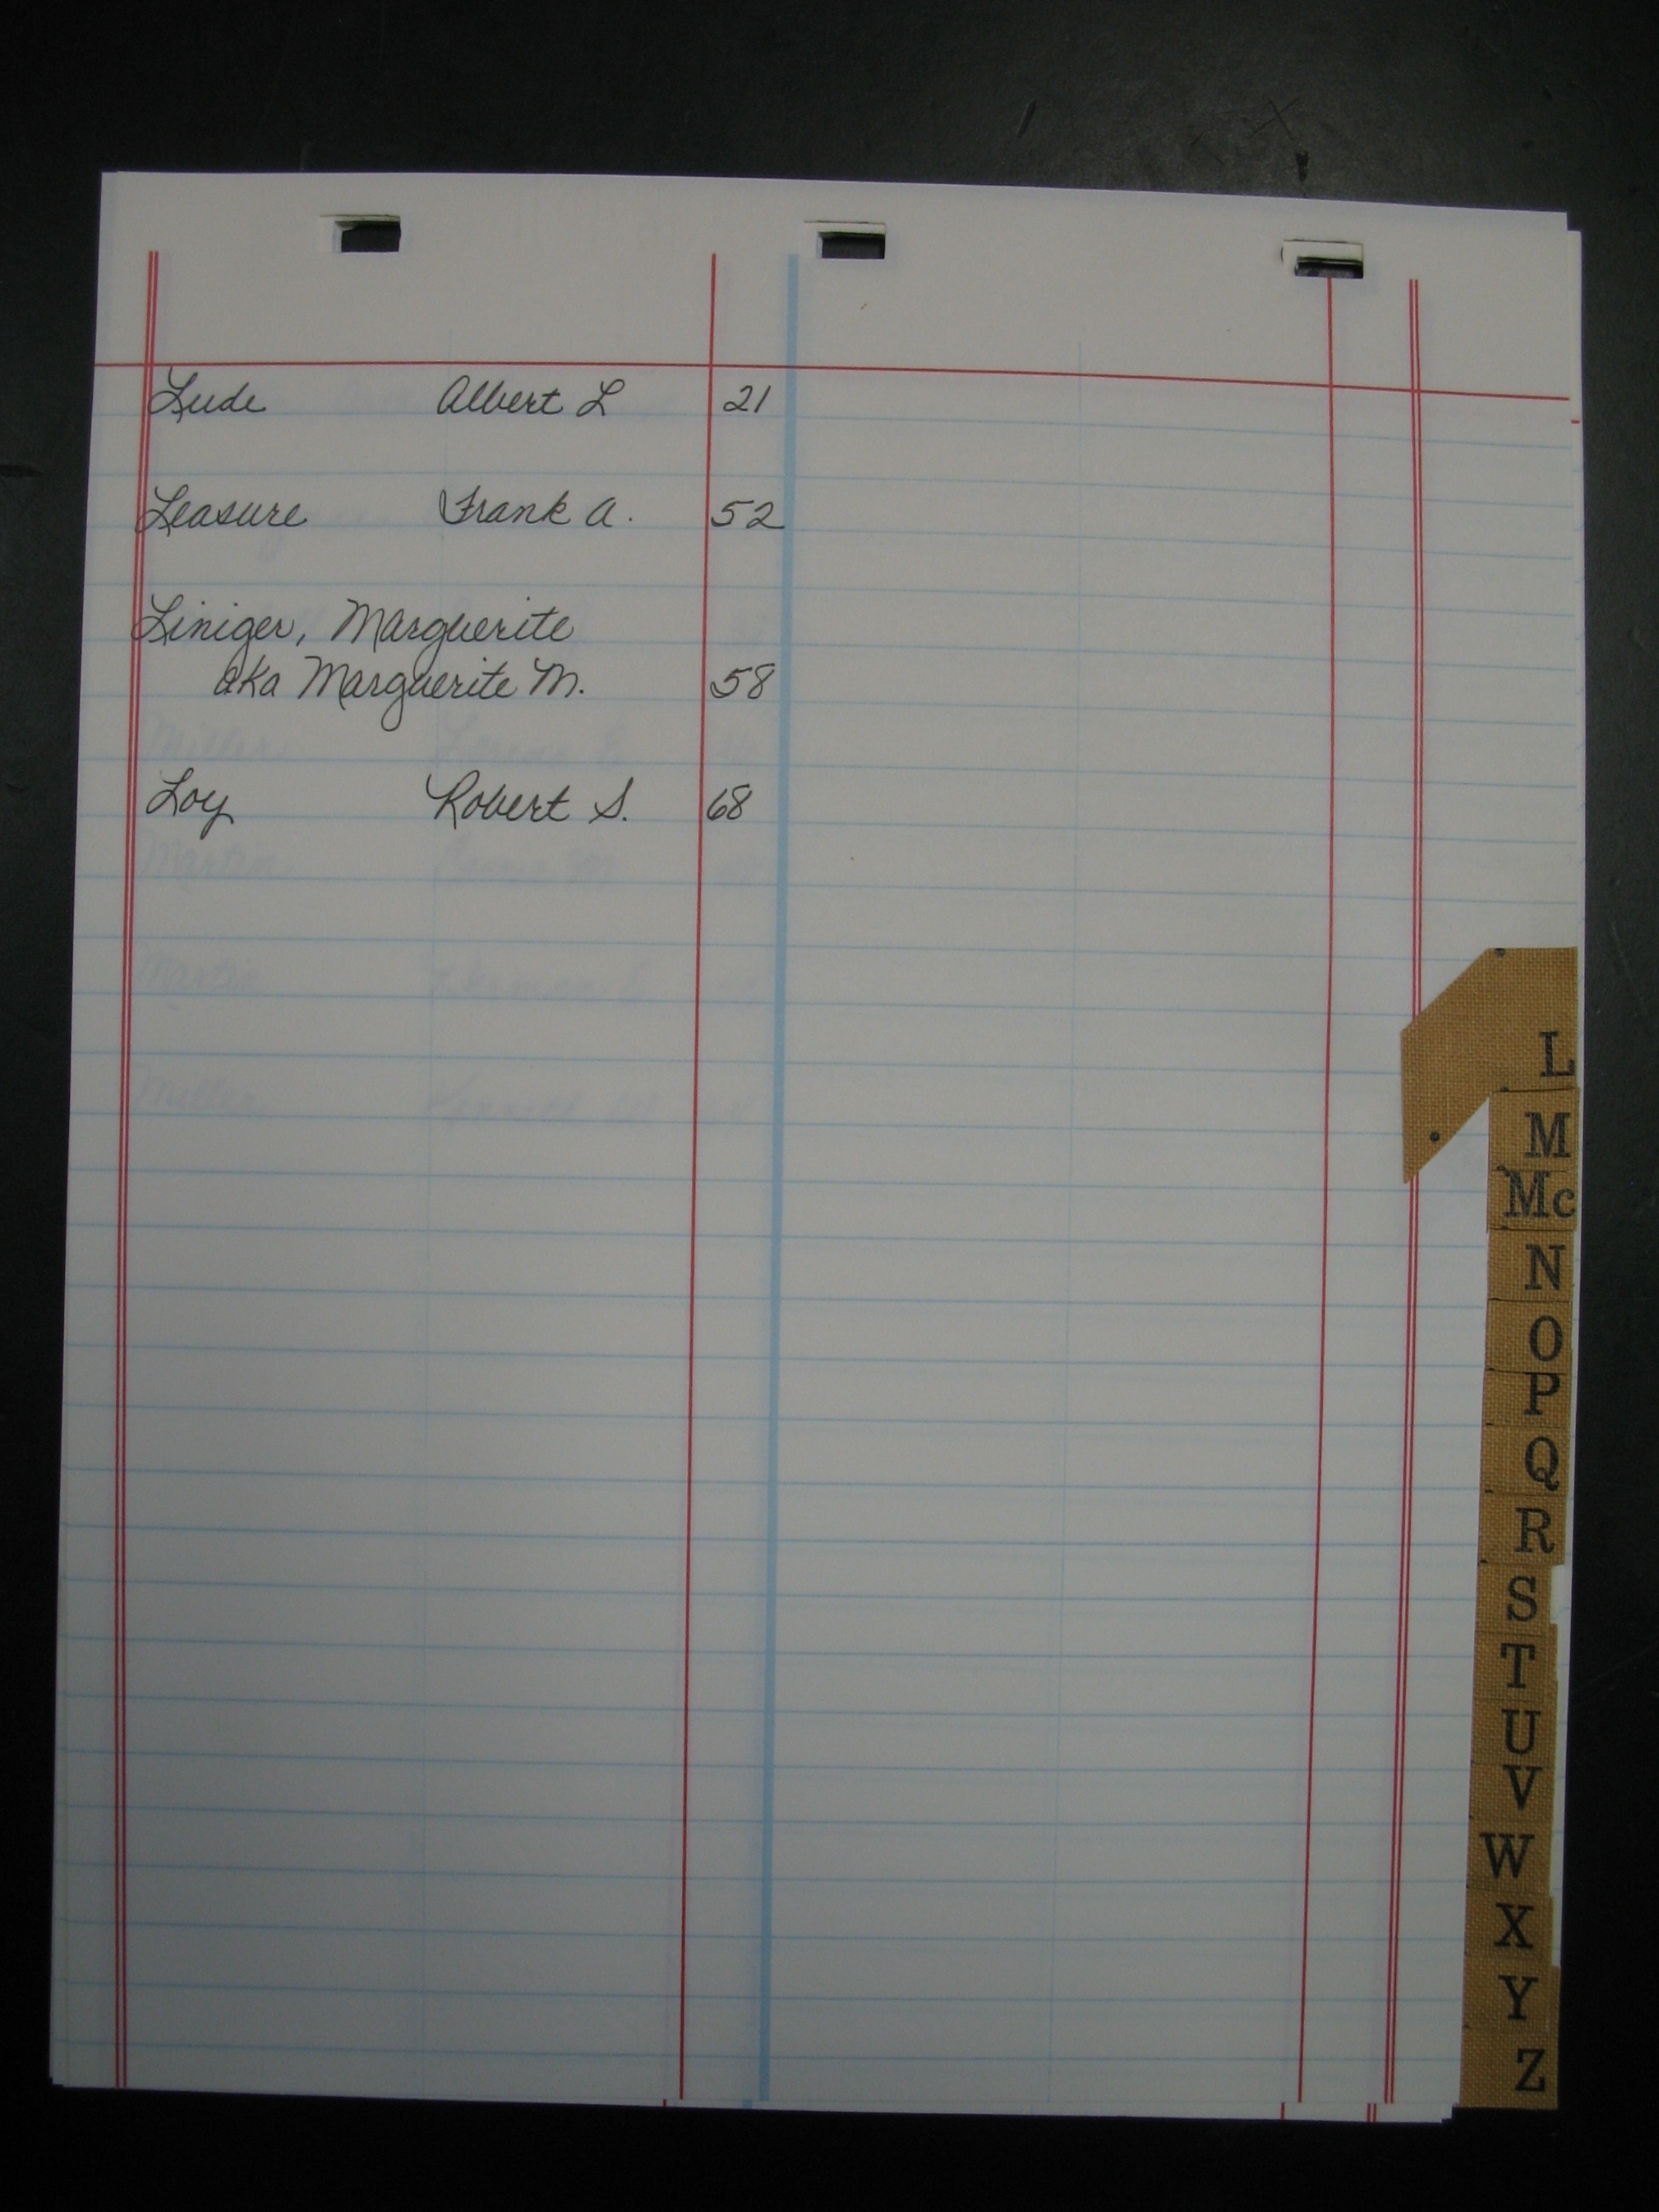 Lude Albert L 21
Leasure Frank A. 52
Liniger, Marguerite
aka Marguerite M. 58
Loy Robert S. 68
L
M
Mc
N
O
P
Q
R
S
T
U
V
W
X
Y
Z